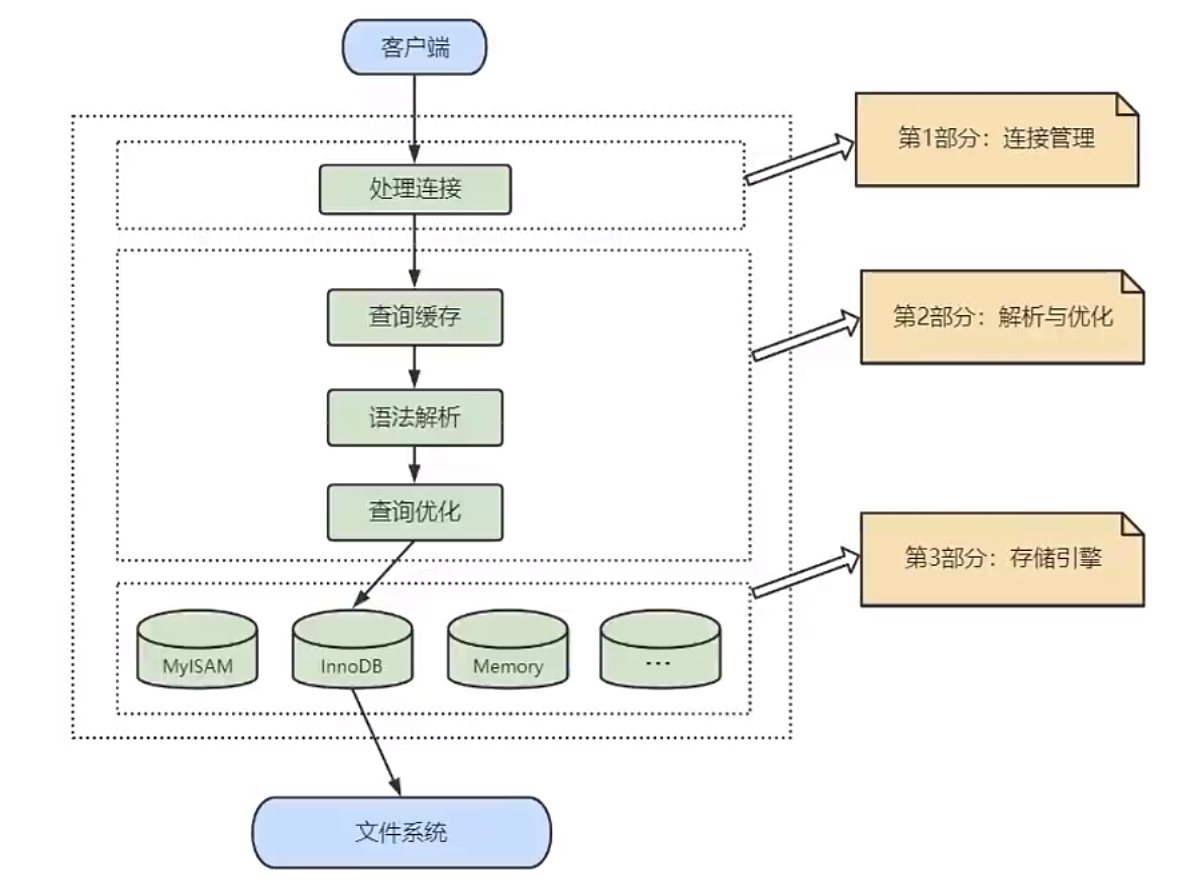 客户端
处理连接
第1部分：连接管理
查询缓存
第2部分：解析与优化
语法解析
查询优化
第3部分：存储引擎
MyISAM
InnoDB
Memory
...
文件系统